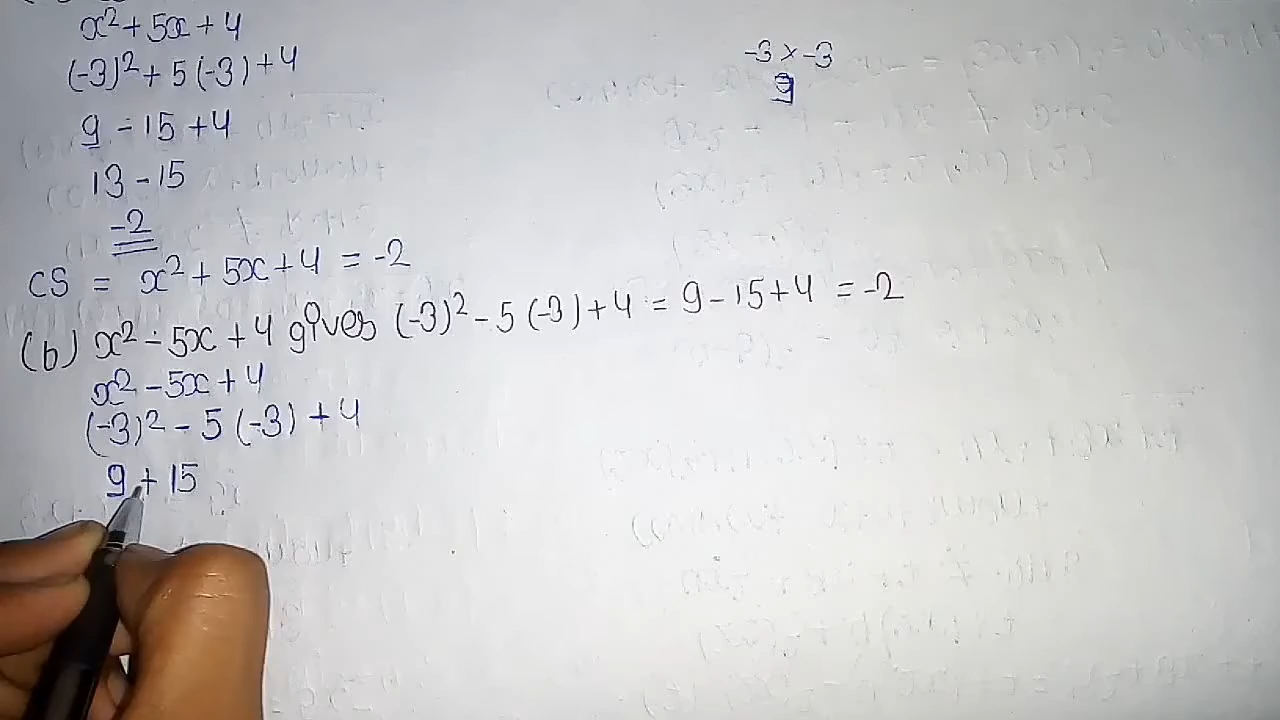 x² + 5x + 4
(-3)² + 5(-3) + 4
9 - 15 + 4
13 - 15
-2
CS = x² + 5x + 4 = -2
(b) x² - 5x + 4 gives (-3)² - 5(-3) + 4 = 9 - 15 + 4 = -2
x² - 5x + 4
(-3)² - 5(-3) + 4
9 + 15
-3 × -3
9